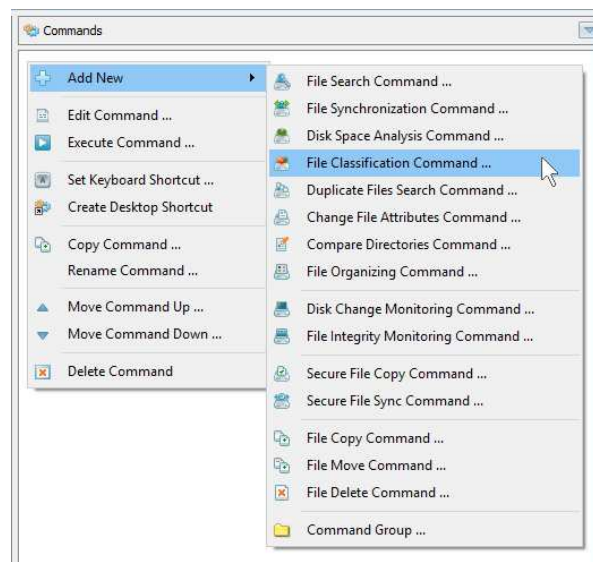 Commands
Add New
Edit Command ...
Execute Command ...
Set Keyboard Shortcut ...
Create Desktop Shortcut
Copy Command ...
Rename Command ...
Move Command Up ...
Move Command Down ...
Delete Command
File Search Command ...
File Synchronization Command ...
Disk Space Analysis Command ...
File Classification Command ...
Duplicate Files Search Command ...
Change File Attributes Command ...
Compare Directories Command ...
File Organizing Command ...
Disk Change Monitoring Command ...
File Integrity Monitoring Command ...
Secure File Copy Command ...
Secure File Sync Command ...
File Copy Command ...
File Move Command ...
File Delete Command ...
Command Group ...